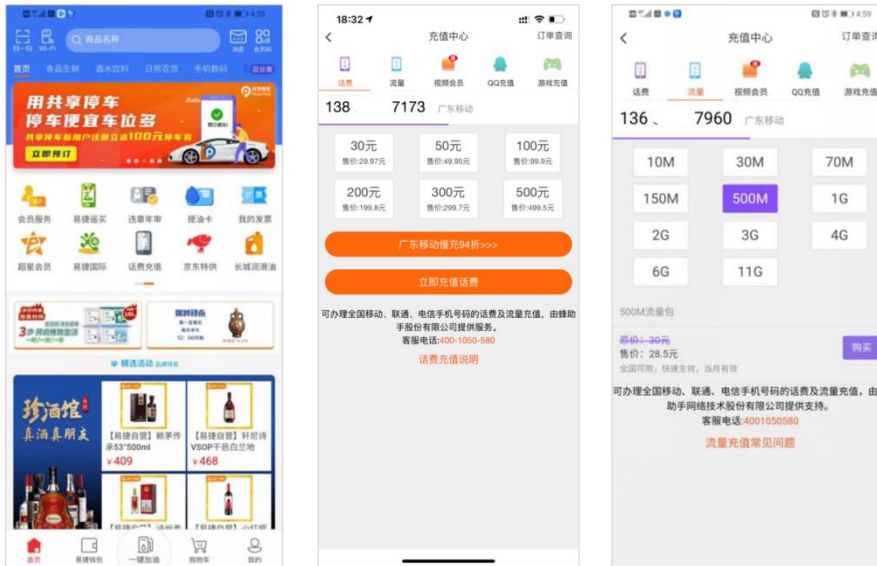 4:58
扫一扫
Wi-Fi
商品名称
消息
会员码
首页 食品生鲜 酒水饮料 日用百货 手机数码
用共享停车
停车便宜车位多
共享停车新用户注册立送100元停车券
立即预订
会员服务 易捷逼买 违章年审 提油卡 我的发票
超星会员 易捷国际 话费充值 京东特供 长城润滑油
精选活动
珍酒馆
真酒真朋友
【易捷自营】赖茅传
承53°500ml
¥409
【易捷自营】轩尼诗
VSOP干邑白兰地
¥468
首页 易捷钱包 一键加油 购物车 我的
18:32
充值中心
订单查询
话费 流量 视频会员 QQ充值 游戏充值
138 7173 广东移动
30元 50元 100元
售价:29.97元 售价:49.95元 售价:99.9元
200元 300元 500元
售价:199.8元 售价:299.7元 售价:499.5元
广东移动慢充94折>>>
立即充值话费
可办理全国移动、联通、电信手机号码的话费及流量充值，由蜂助
手股份有限公司提供服务。
客服电话:400-1050-580
话费充值说明
4:59
充值中心
订单查询
话费 流量 视频会员 QQ充值 游戏充值
136 7960 广东移动
10M 30M 70M
150M 500M 1G
2G 3G 4G
6G 11G
500M流量包
原价：30元
售价：28.5元
购买
全国可用，快速生效，当月有效
可办理全国移动、联通、电信手机号码的话费及流量充值，由
助手网络技术股份有限公司提供支持。
客服电话:4001050580
流量充值常见问题